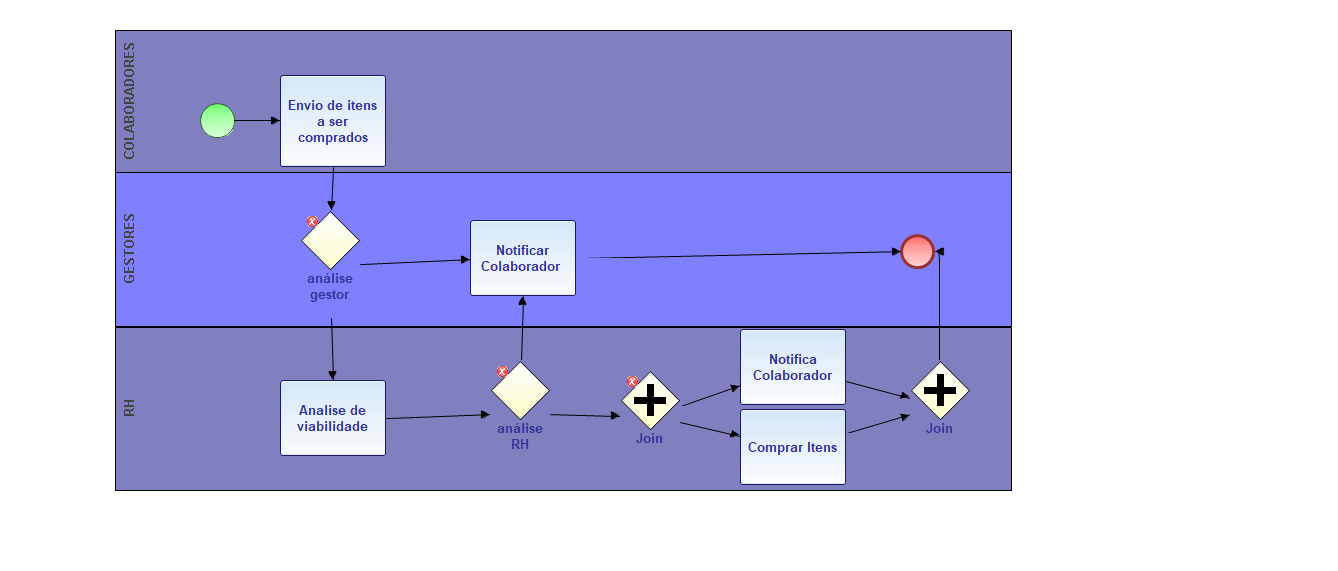 COLABORADORES
Envio de itens
a ser
comprados
GESTORES
x
análise
gestor
Notificar
Colaborador
RH
Analise de
viabilidade
x
análise
RH
x
Join
Notifica
Colaborador
Comprar Itens
Join